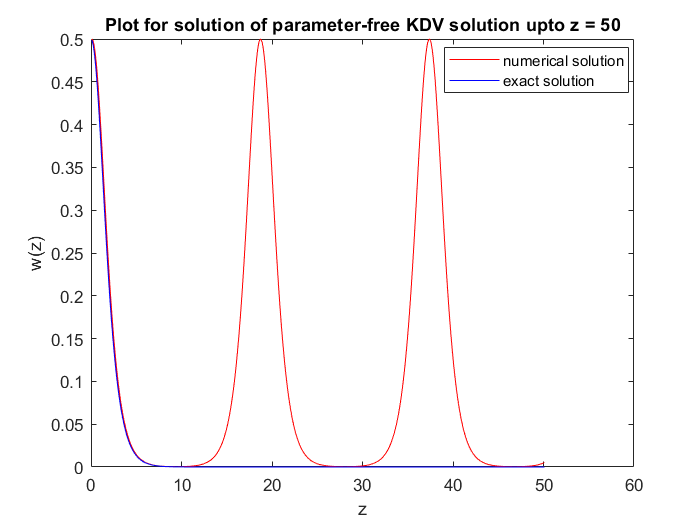 Plot for solution of parameter-free KDV solution upto z = 50
numerical solution
exact solution
0.5
0.45
0.4
0.35
0.3
0.25
0.2
0.15
0.1
0.05
0
w(z)
0 10 20 30 40 50 60
z